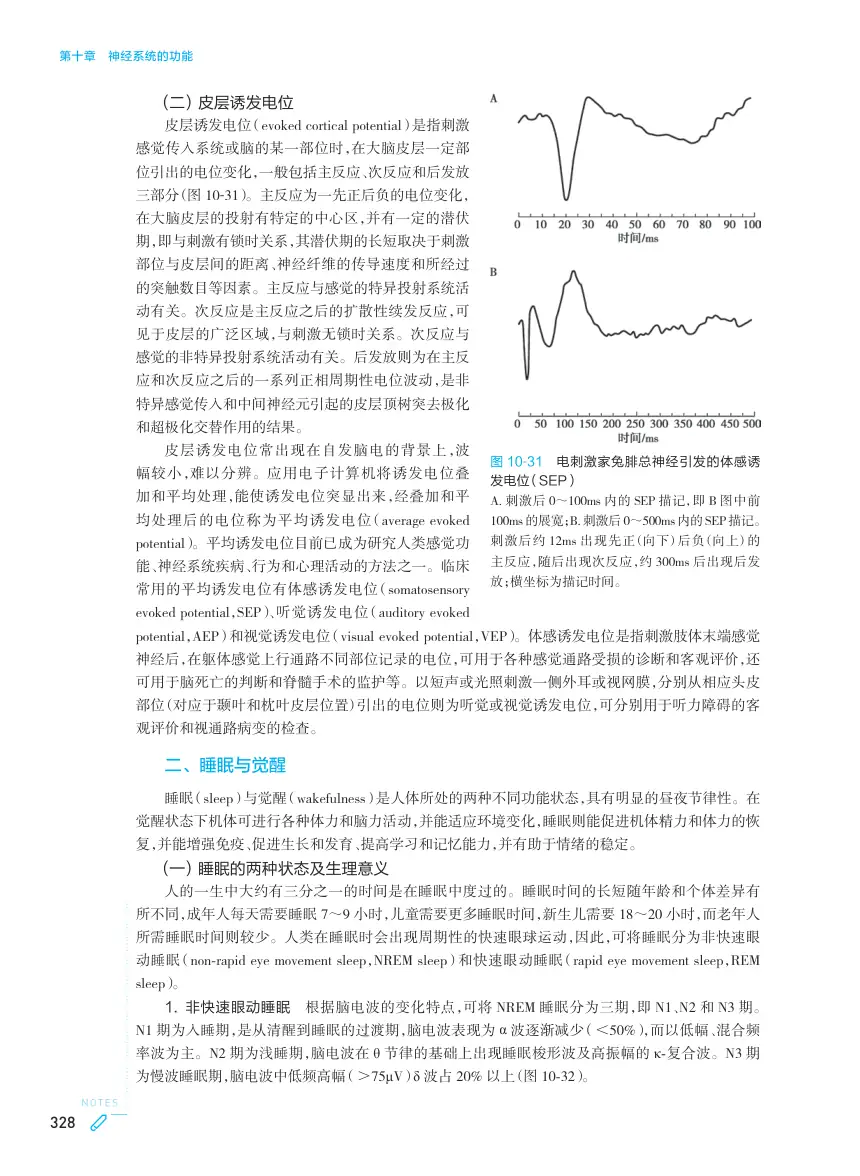 第十章 神经系统的功能
(二) 皮层诱发电位
皮层诱发电位(evoked cortical potential)是指刺激
感觉传入系统或脑的某一部位时,在大脑皮层一定部
位引出的电位变化,一般包括主反应、次反应和后发放
三部分(图 10-31)。主反应为一先正后负的电位变化,
在大脑皮层的投射有特定的中心区,并有一定的潜伏
期,即与刺激有锁时关系,其潜伏期的长短取决于刺激
部位与皮层间的距离、神经纤维的传导速度和所经过
的突触数目等因素。主反应与感觉的特异投射系统活
动有关。次反应是主反应之后的扩散性续发反应,可
见于皮层的广泛区域,与刺激无锁时关系。次反应与
感觉的非特异投射系统活动有关。后发放则为在主反
应和次反应之后的一系列正相周期性电位波动,是非
特异感觉传入和中间神经元引起的皮层顶树突去极化
和超极化交替作用的结果。
皮层诱发电位常出现在自发脑电的背景上,波
幅较小,难以分辨。应用电子计算机将诱发电位叠
加和平均处理,能使诱发电位突显出来,经叠加和平
均处理后的电位称为平均诱发电位(average evoked
potential)。平均诱发电位目前已成为研究人类感觉功
能、神经系统疾病、行为和心理活动的方法之一。临床
常用的平均诱发电位有体感诱发电位(somatosensory
evoked potential,SEP)、听觉诱发电位(auditory evoked
A
0 10 20 30 40 50 60 70 80 90 100
时间/ms
B
0 50 100 150 200 250 300 350 400 450 500
时间/ms
图 10-31 电刺激家兔腓总神经引发的体感诱
发电位(SEP)
A. 刺激后 0~100ms 内的 SEP 描记,即 B 图中前
100ms 的展宽;B. 刺激后 0~500ms 内的 SEP 描记。
刺激后约 12ms 出现先正(向下)后负(向上)的
主反应,随后出现次反应,约 300ms 后出现后发
放;横坐标为描记时间。
potential,AEP)和视觉诱发电位(visual evoked potential,VEP)。体感诱发电位是指刺激肢体末端感觉
神经后,在躯体感觉上行通路不同部位记录的电位,可用于各种感觉通路受损的诊断和客观评价,还
可用于脑死亡的判断和脊髓手术的监护等。以短声或光照刺激一侧外耳或视网膜,分别从相应头皮
部位(对应于颞叶和枕叶皮层位置)引出的电位则为听觉或视觉诱发电位,可分别用于听力障碍的客
观评价和视通路病变的检查。
二、睡眠与觉醒
睡眠(sleep)与觉醒(wakefulness)是人体所处的两种不同功能状态,具有明显的昼夜节律性。在
觉醒状态下机体可进行各种体力和脑力活动,并能适应环境变化,睡眠则能促进机体精力和体力的恢
复,并能增强免疫、促进生长和发育、提高学习和记忆能力,并有助于情绪的稳定。
(一) 睡眠的两种状态及生理意义
人的一生中大约有三分之一的时间是在睡眠中度过的。睡眠时间的长短随年龄和个体差异有
所不同,成年人每天需要睡眠 7~9 小时,儿童需要更多睡眠时间,新生儿需要 18~20 小时,而老年人
所需睡眠时间则较少。人类在睡眠时会出现周期性的快速眼球运动,因此,可将睡眠分为非快速眼
动睡眠(non-rapid eye movement sleep,NREM sleep)和快速眼动睡眠(rapid eye movement sleep,REM
sleep)。
1. 非快速眼动睡眠 根据脑电波的变化特点,可将 NREM 睡眠分为三期,即 N1、N2 和 N3 期。
N1 期为入睡期,是从清醒到睡眠的过渡期,脑电波表现为 α 波逐渐减少(<50%),而以低幅、混合频
率波为主。N2 期为浅睡期,脑电波在 θ 节律的基础上出现睡眠梭形波及高振幅的 κ-复合波。N3 期
为慢波睡眠期,脑电波中低频高幅(>75μV)δ 波占 20% 以上(图 10-32)。
NOTES
328